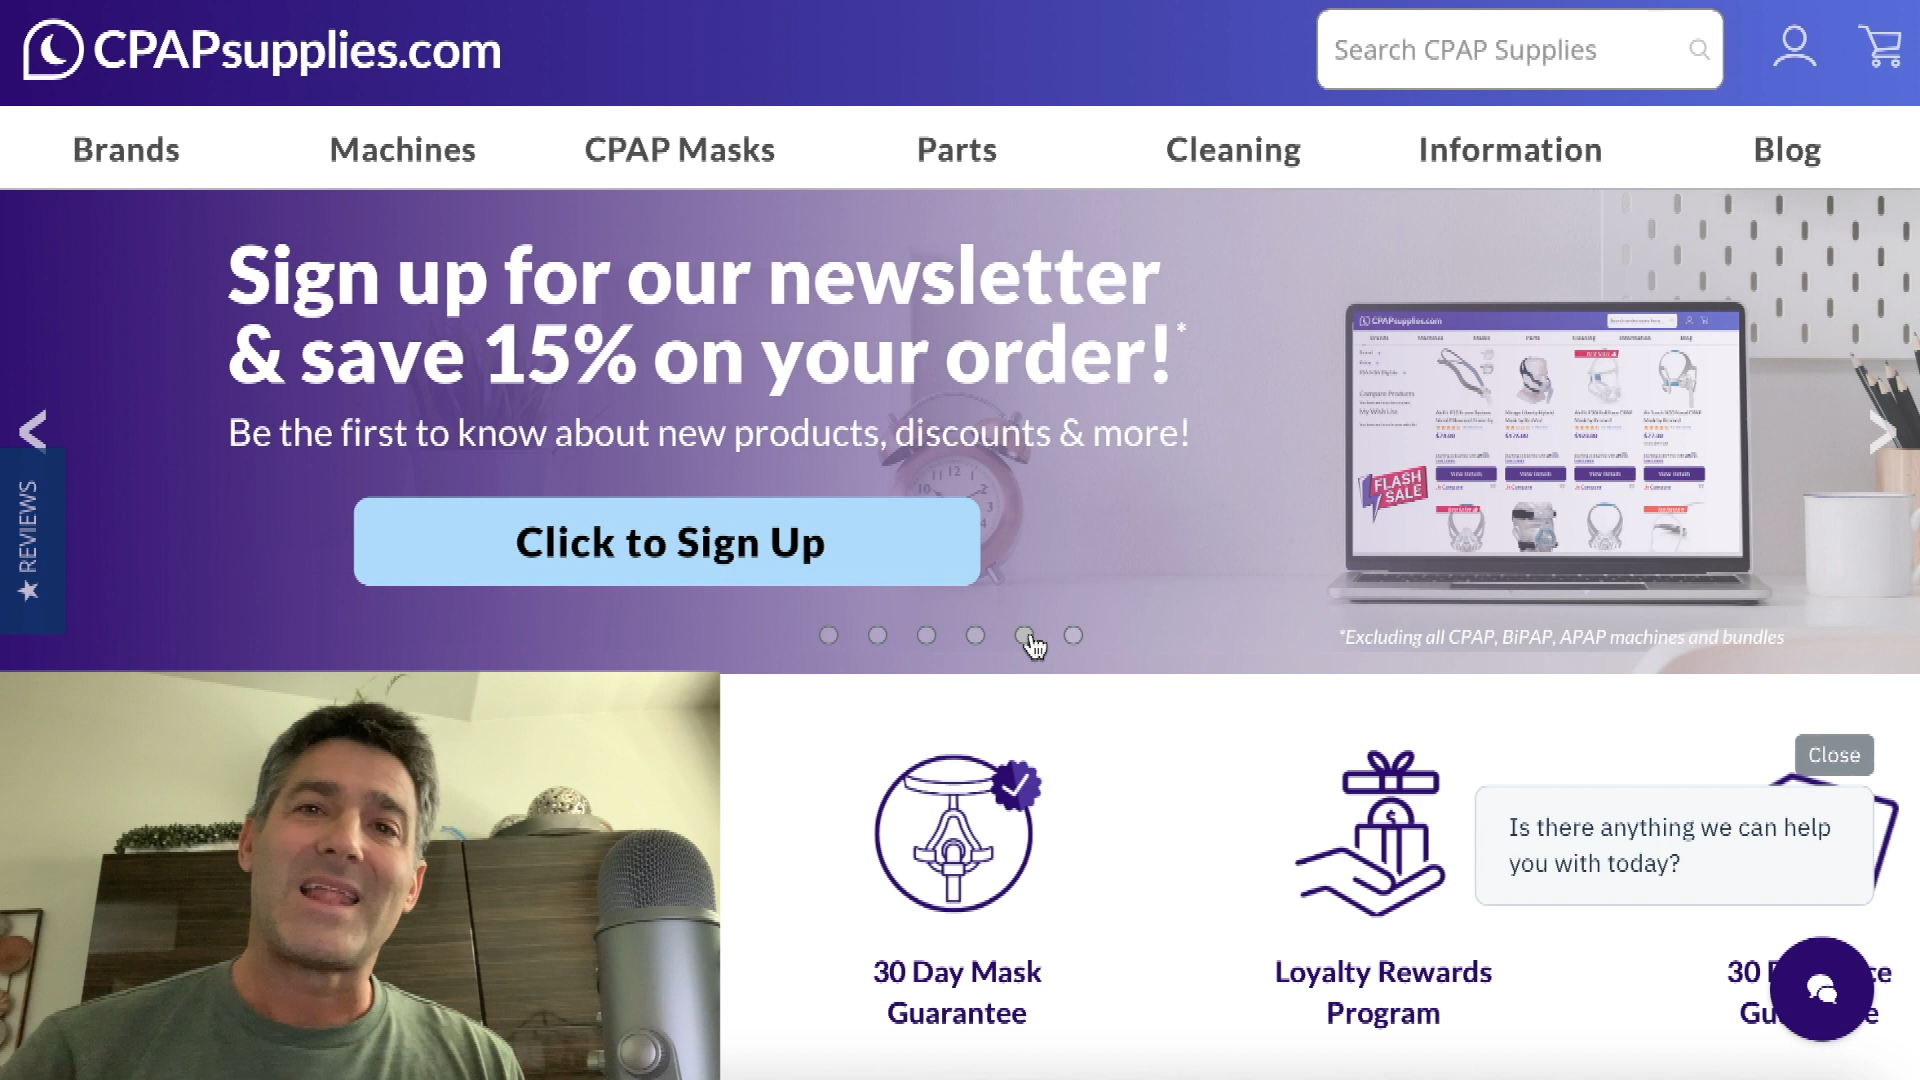 CPAPsupplies.com
Search CPAP Supplies
Brands
Machines
CPAP Masks
Parts
Cleaning
Information
Blog
Sign up for our newsletter
& save 15% on your order!*
Be the first to know about new products, discounts & more!
Click to Sign Up
★ REVIEWS
CPAPsupplies.com
FLASH
SALE
*Excluding all CPAP, BiPAP, APAP machines and bundles
Close
Is there anything we can help
you with today?
30 Day Mask
Guarantee
Loyalty Rewards
Program
30